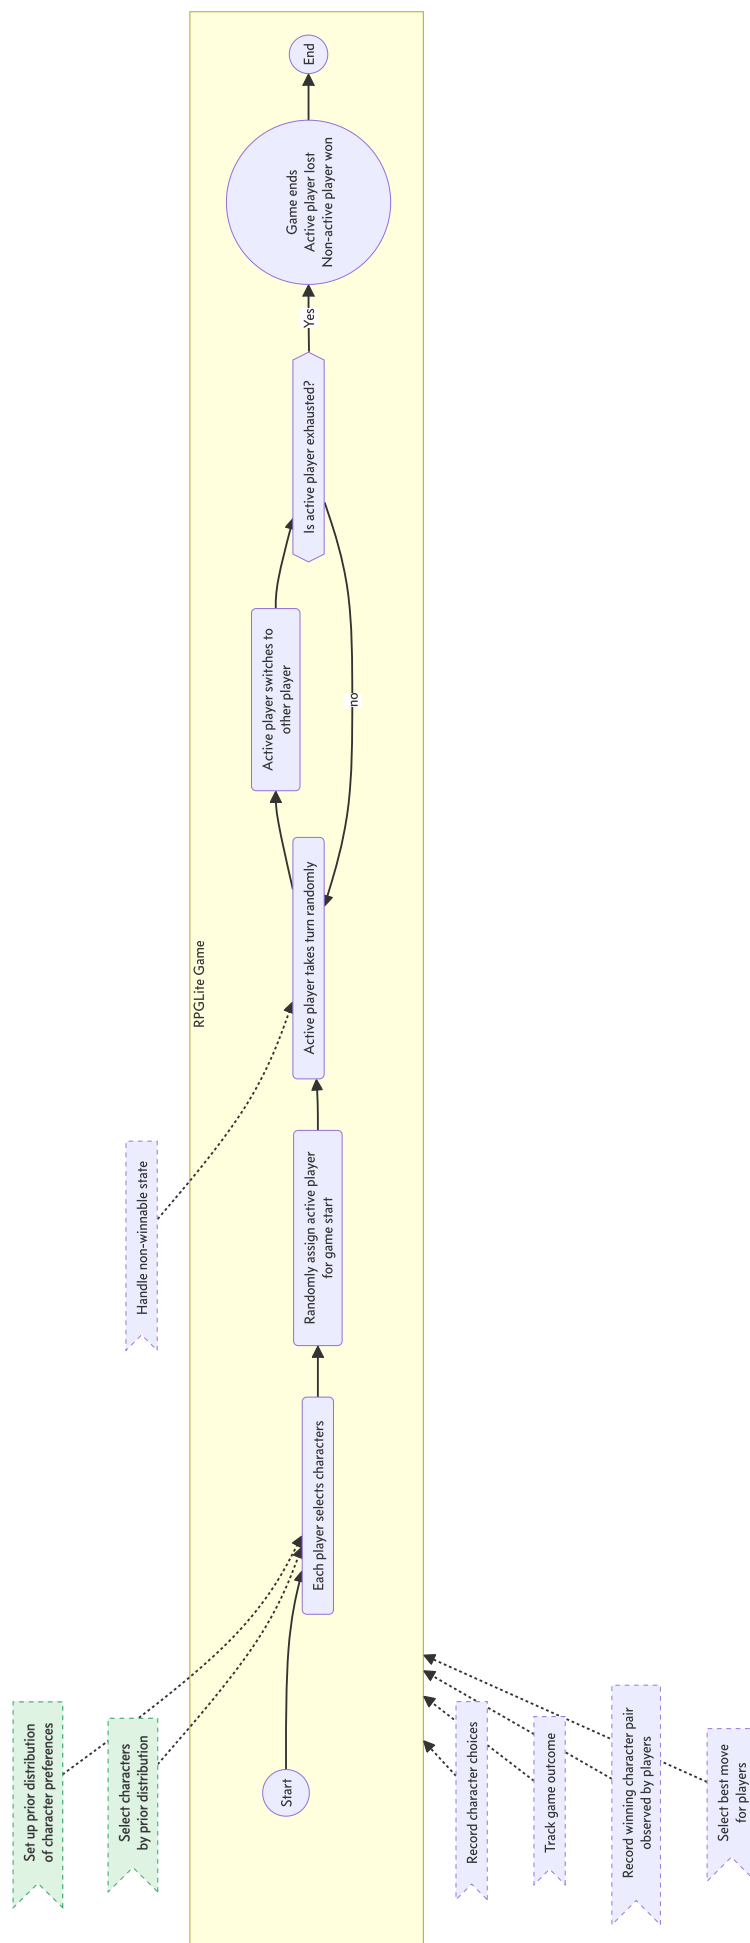 RPGLite Game
Set up prior distribution
of character preferences
Select characters
by prior distribution
Handle non-winnable state
Start
Each player selects characters
Randomly assign active player
for game start
Active player takes turn randomly
Active player switches to
other player
Is active player exhausted?
no
Yes
Game ends
Active player lost
Non-active player won
End
Record character choices
Track game outcome
Record winning character pair
observed by players
Select best move
for players